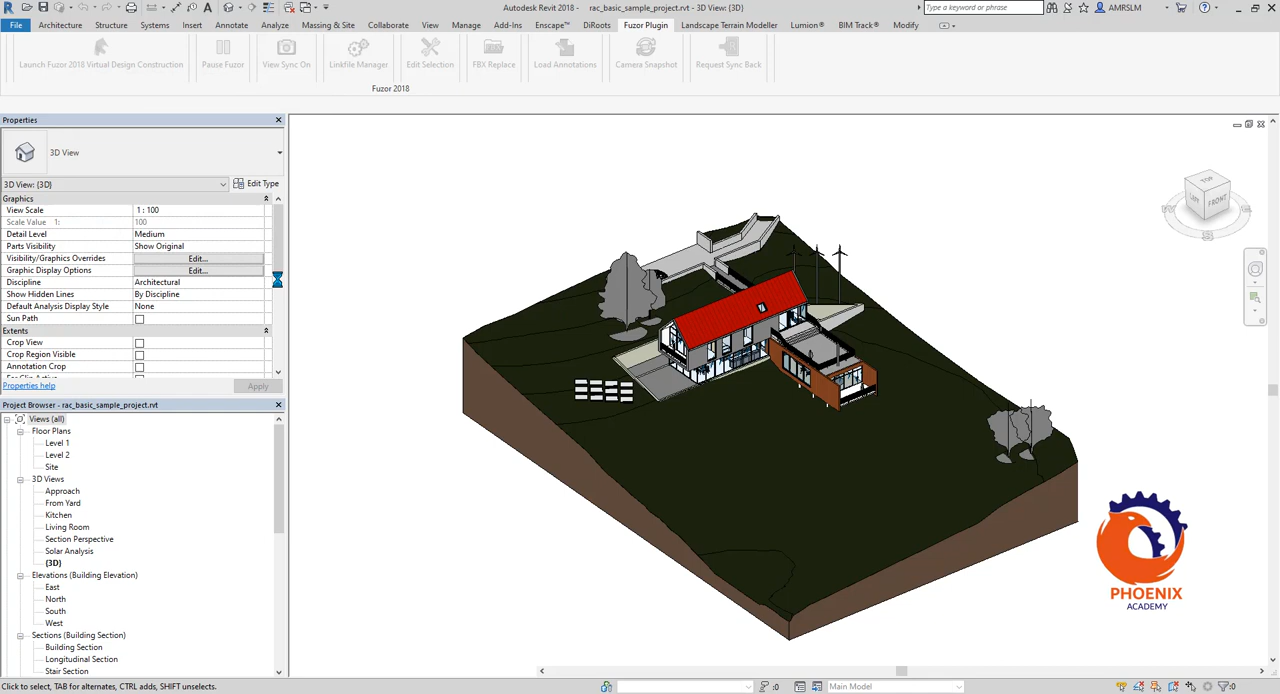 Autodesk Revit 2018 - rac_basic_sample_project.rvt - 3D View: {3D}
Type a keyword or phrase
AMRSLM
File Architecture Structure Systems Insert Annotate Analyze Massing & Site Collaborate View Manage Add-Ins Enscape™ DiRoots Fuzor Plugin Landscape Terrain Modeller Lumion® BIM Track® Modify
Launch Fuzor 2018 Virtual Design Construction Pause Fuzor View Sync On Linkfile Manager Edit Selection FBX Replace Load Annotations Camera Snapshot Request Sync Back
Fuzor 2018
Properties
3D View
3D View: {3D} Edit Type
Graphics
View Scale 1 : 100
Scale Value 1: 100
Detail Level Medium
Parts Visibility Show Original
Visibility/Graphics Overrides Edit...
Graphic Display Options Edit...
Discipline Architectural
Show Hidden Lines By Discipline
Default Analysis Display Style None
Sun Path
Extents
Crop View
Crop Region Visible
Annotation Crop
Properties help Apply
Project Browser - rac_basic_sample_project.rvt
Views (all)
Floor Plans
Level 1
Level 2
Site
3D Views
Approach
From Yard
Kitchen
Living Room
Section Perspective
Solar Analysis
{3D}
Elevations (Building Elevation)
East
North
South
West
Sections (Building Section)
Building Section
Longitudinal Section
Stair Section
TOP
LEFT FRONT
PHOENIX
ACADEMY
Click to select, TAB for alternates, CTRL adds, SHIFT unselects. :0 Main Model :0